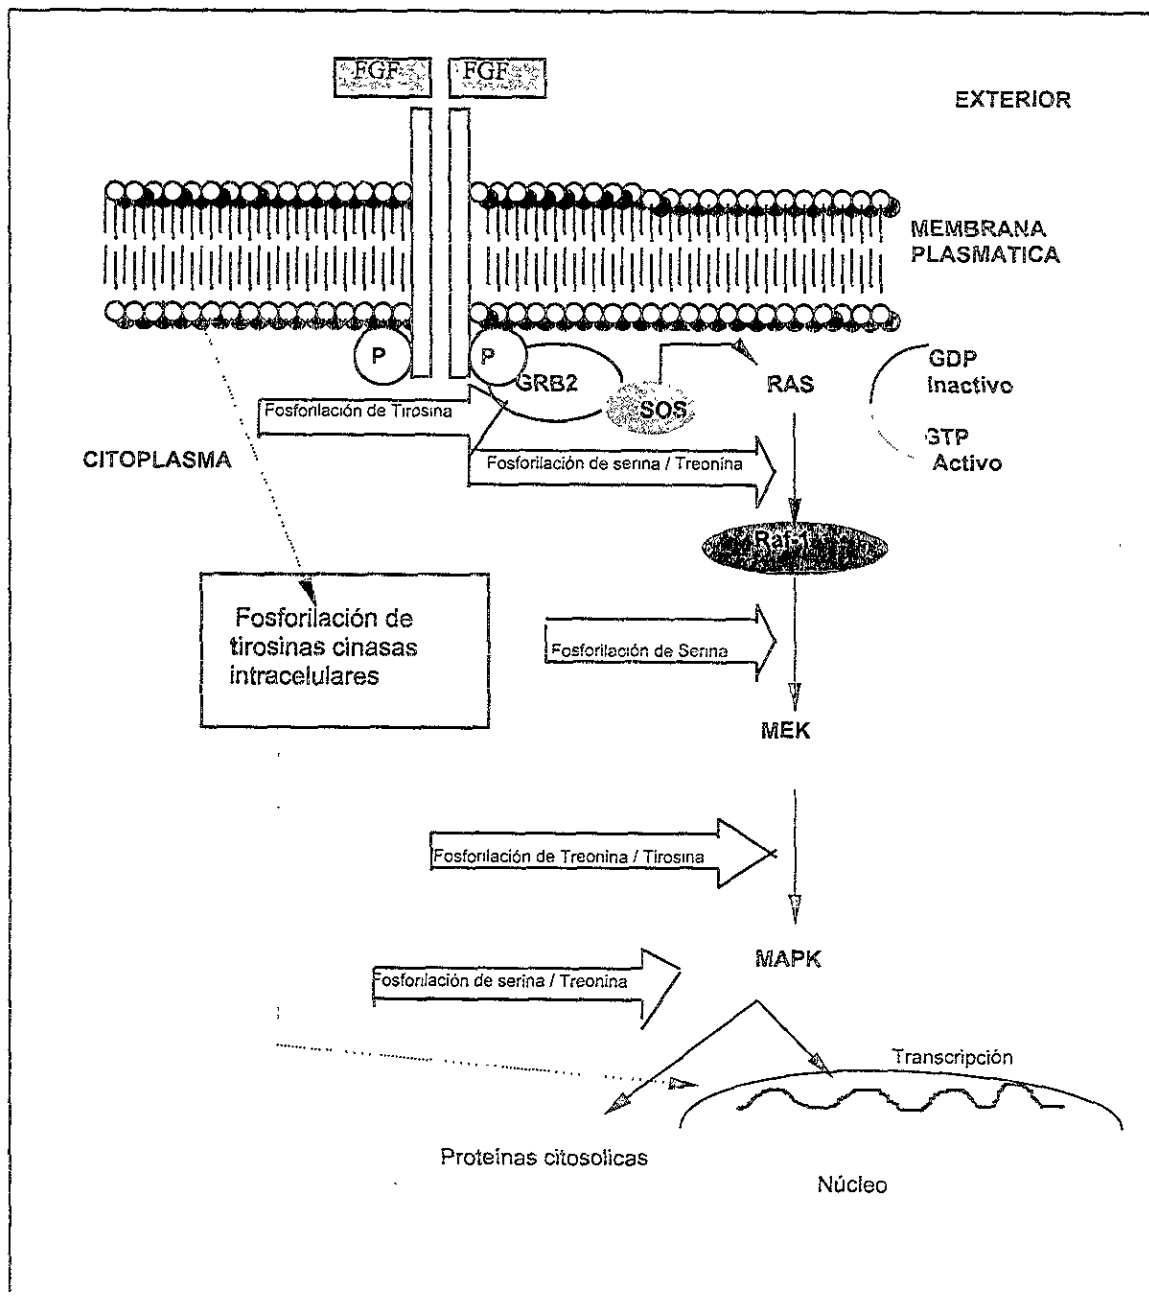 FGF FGF
EXTERIOR
MEMBRANA
PLASMATICA
P P
GRB2
SOS
RAS
GDP
Inactivo
GTP
Activo
Fosforilación de Tirosina
CITOPLASMA
Fosforilación de serina / Treonina
Raf-1
Fosforilación de
tirosinas cinasas
intracelulares
Fosforilación de Serina
MEK
Fosforilación de Treonina / Tirosina
MAPK
Fosforilación de serina / Treonina
Transcripción
Proteínas citosolicas
Núcleo